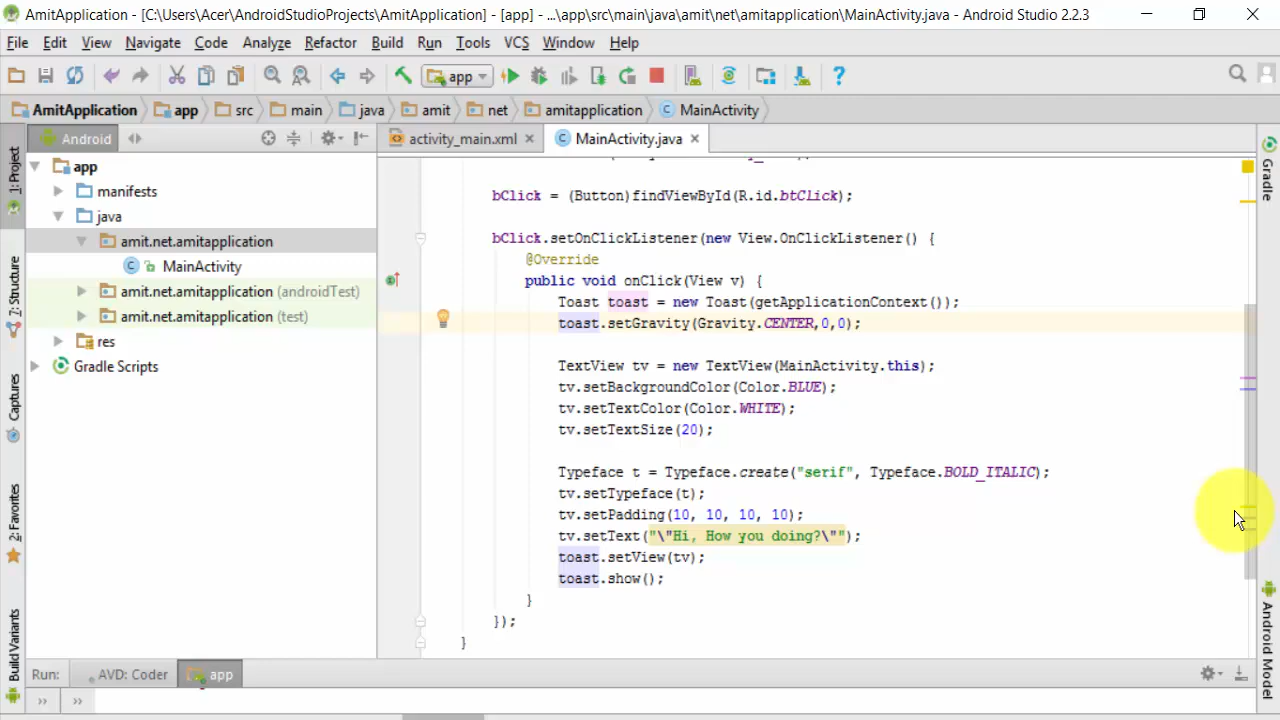 AmitApplication - [C:\Users\Acer\AndroidStudioProjects\AmitApplication] - [app] - ...\app\src\main\java\amit\net\amitapplication\MainActivity.java - Android Studio 2.2.3
File Edit View Navigate Code Analyze Refactor Build Run Tools VCS Window Help
app
AmitApplication app src main java amit net amitapplication MainActivity
Android
activity_main.xml MainActivity.java
1: Project
7: Structure
Captures
2: Favorites
Build Variants
app
manifests
java
amit.net.amitapplication
MainActivity
amit.net.amitapplication (androidTest)
amit.net.amitapplication (test)
res
Gradle Scripts
bClick = (Button)findViewById(R.id.btClick);
bClick.setOnClickListener(new View.OnClickListener() {
@Override
public void onClick(View v) {
Toast toast = new Toast(getApplicationContext());
toast.setGravity(Gravity.CENTER,0,0);
TextView tv = new TextView(MainActivity.this);
tv.setBackgroundColor(Color.BLUE);
tv.setTextColor(Color.WHITE);
tv.setTextSize(20);
Typeface t = Typeface.create("serif", Typeface.BOLD_ITALIC);
tv.setTypeface(t);
tv.setPadding(10, 10, 10, 10);
tv.setText("\"Hi, How you doing?\"");
toast.setView(tv);
toast.show();
}
});
}
Gradle
Android Model
Run: AVD: Coder app